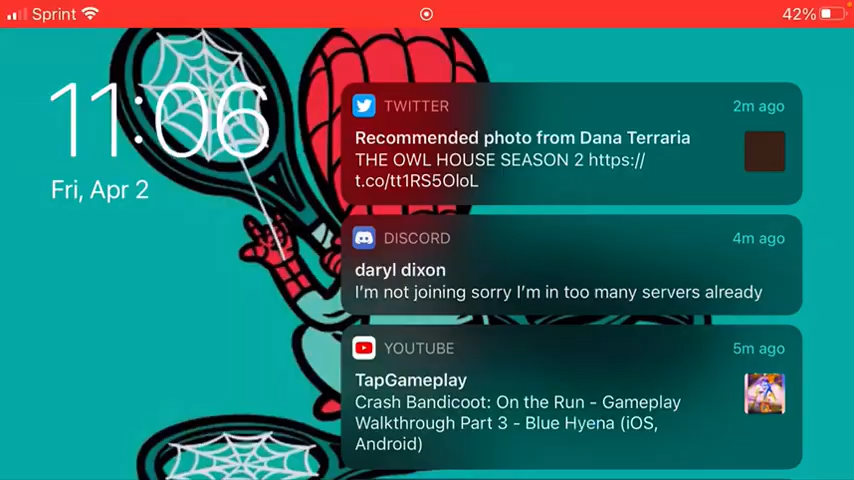 Sprint
42%
11:06
Fri, Apr 2
TWITTER
2m ago
Recommended photo from Dana Terraria
THE OWL HOUSE SEASON 2 https://
t.co/tt1RS5OloL
DISCORD
4m ago
daryl dixon
I'm not joining sorry I'm in too many servers already
YOUTUBE
5m ago
TapGameplay
Crash Bandicoot: On the Run - Gameplay
Walkthrough Part 3 - Blue Hyena (iOS,
Android)